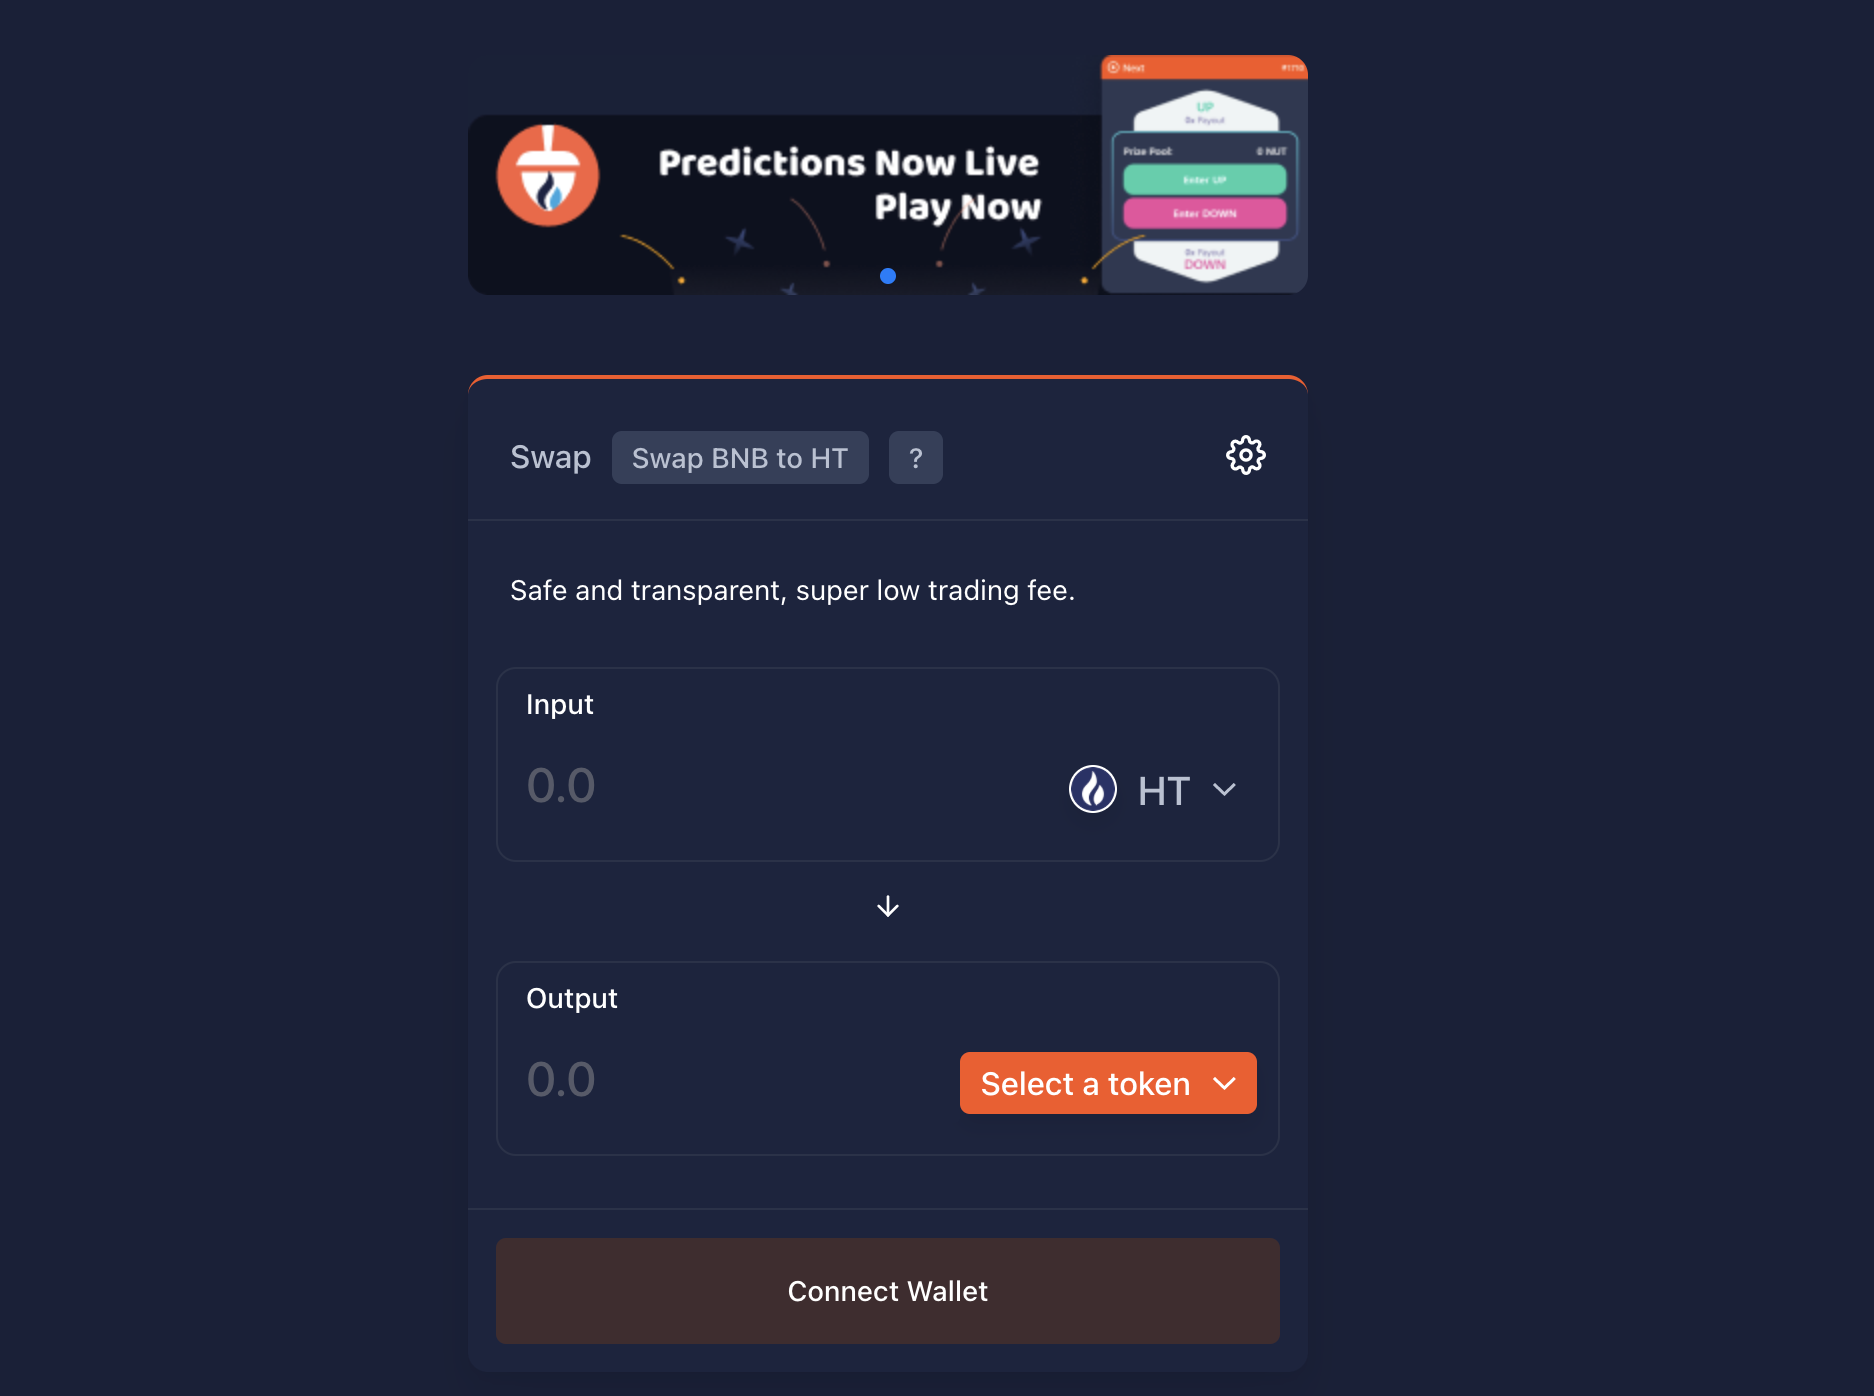 Next
#1710
UP
0x Payout
Predictions Now Live
Play Now
Prize Pool: 0 NUT
Enter UP
Enter DOWN
0x Payout
DOWN
Swap
Swap BNB to HT
?
Safe and transparent, super low trading fee.
Input
0.0
HT
Output
0.0
Select a token
Connect Wallet